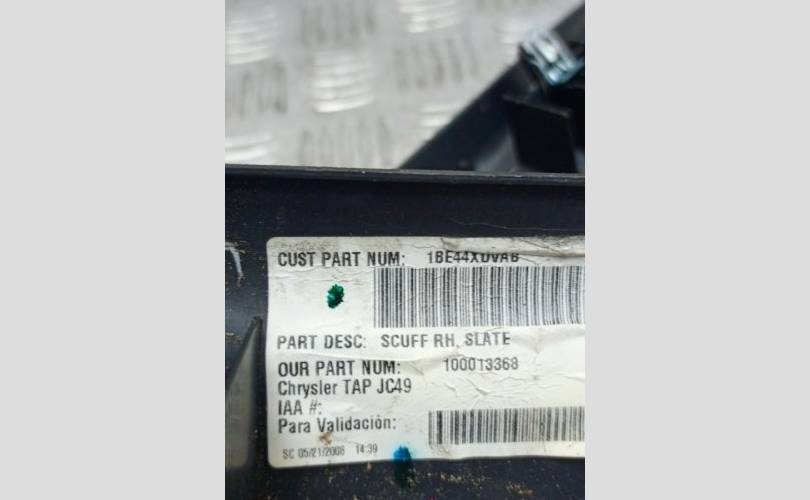 CUST PART NUM: 1BE44XDVAB
PART DESC: SCUFF RH, SLATE
OUR PART NUM: 100013368
Chrysler TAP JC49
IAA #:
Para Validación:
SC 05/21/2008 14:39